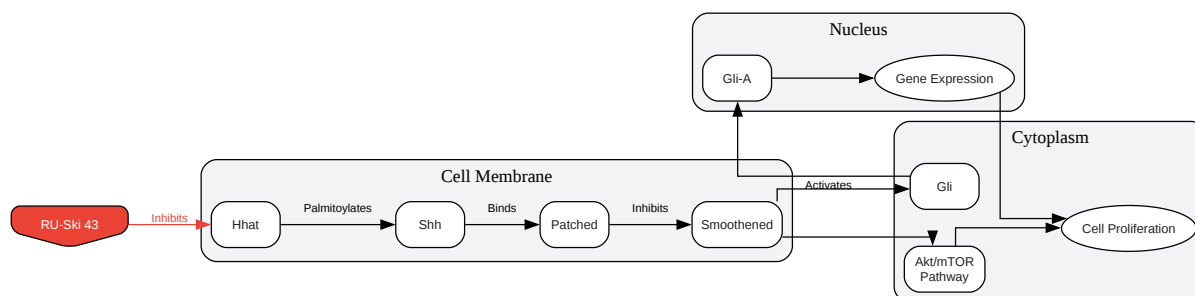 Nucleus
Gli-A
Gene Expression
Cytoplasm
Cell Membrane
Activates
Gli
RU-Ski 43
Inhibits
Hhat
Palmitoylates
Shh
Binds
Patched
Inhibits
Smoothened
Cell Proliferation
Akt/mTOR
Pathway